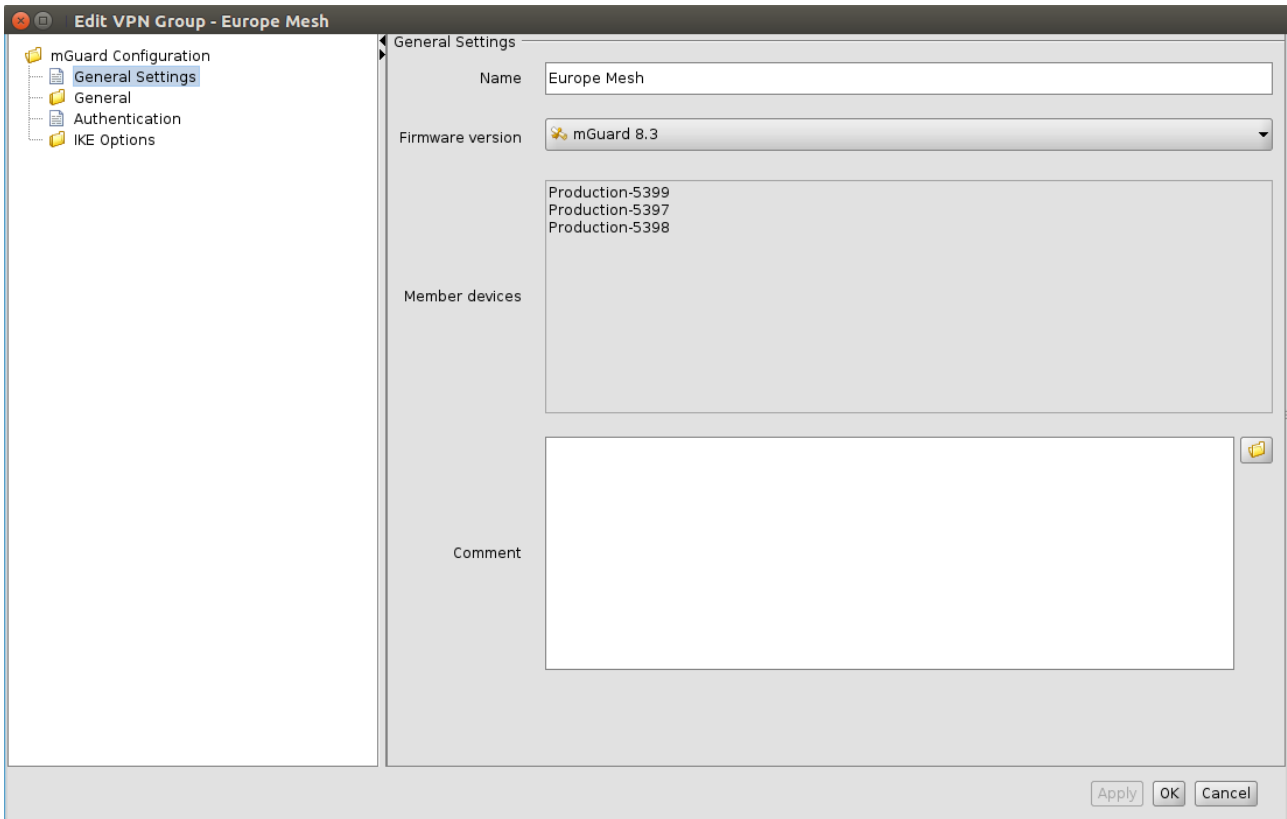 Edit VPN Group - Europe Mesh
mGuard Configuration
General Settings
General
Authentication
IKE Options
General Settings
Name
Europe Mesh
Firmware version
mGuard 8.3
Member devices
Production-5399
Production-5397
Production-5398
Comment
Apply
OK
Cancel